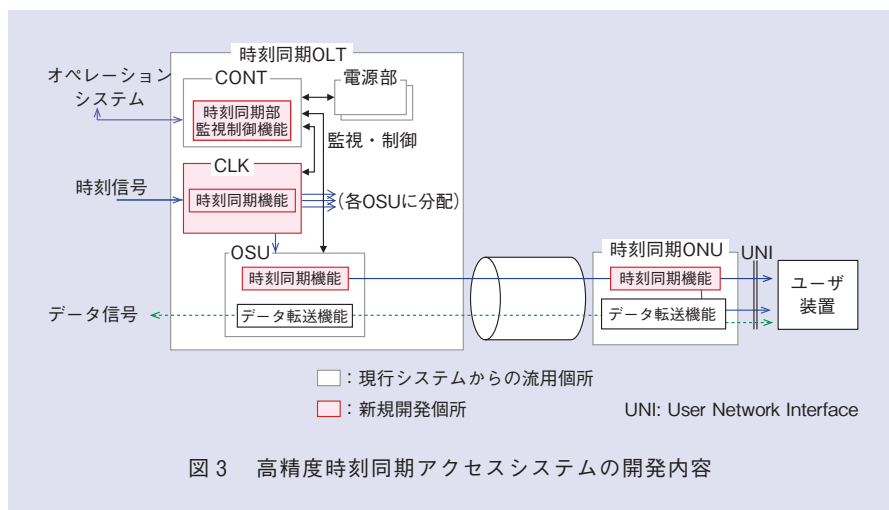 時刻同期OLT
オペレーション
システム
CONT
電源部
時刻同期部
監視制御機能
監視・制御
CLK
時刻信号
時刻同期機能
(各OSUに分配)
OSU
時刻同期ONU
UNI
時刻同期機能
時刻同期機能
ユーザ
装置
データ信号
データ転送機能
データ転送機能
：現行システムからの流用個所
：新規開発個所
UNI: User Network Interface
図3 高精度時刻同期アクセスシステムの開発内容